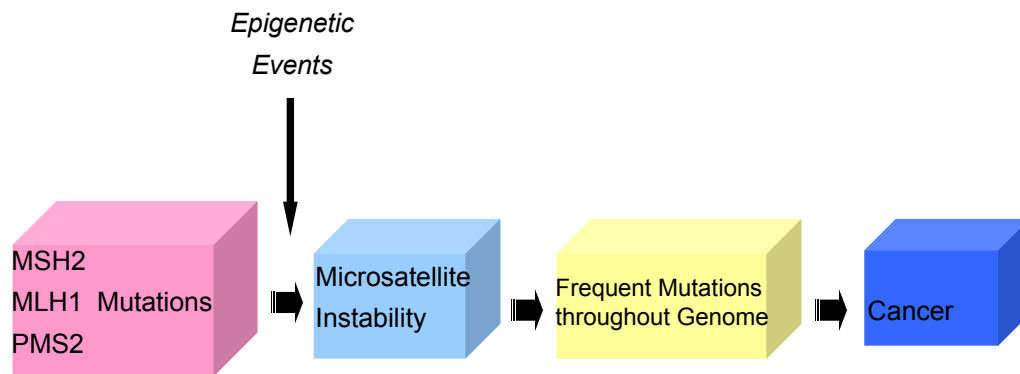 Epigenetic
Events
MSH2
MLH1 Mutations
PMS2
Microsatellite
Instability
Frequent Mutations
throughout Genome
Cancer